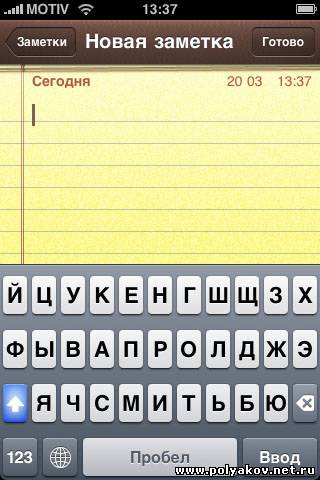 MOTIV 13:37
Заметки Новая заметка Готово
Сегодня 20 03 13:37
Й Ц У К Е Н Г Ш Щ З Х
Ф Ы В А П Р О Л Д Ж Э
Я Ч С М И Т Ь Б Ю
123 Пробел Ввод
www.polyakov.net.ru